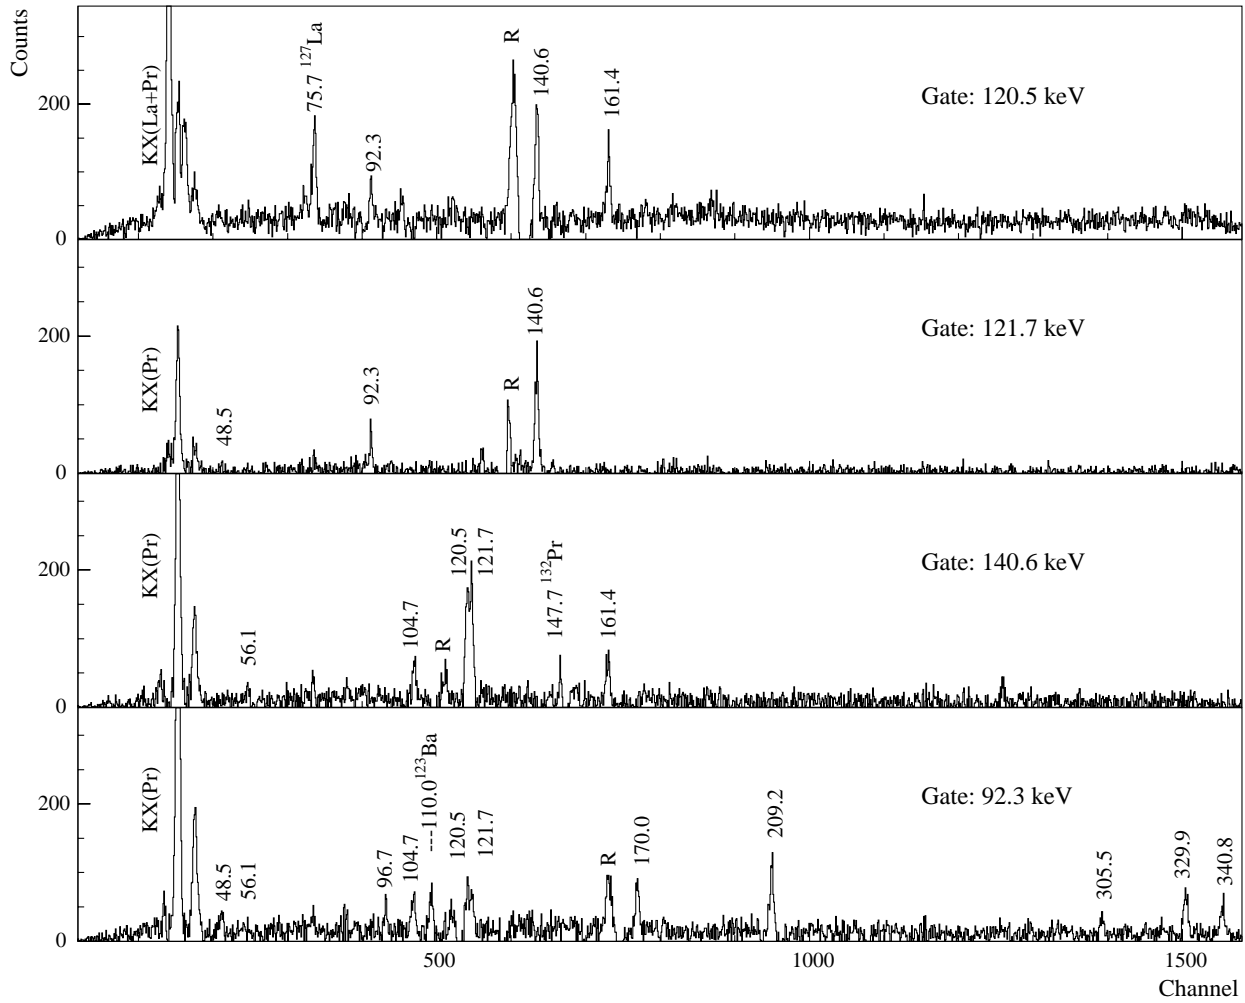 Counts
200
0
KX(La+Pr)
75.7 ¹²⁷La
92.3
R
140.6
161.4
Gate: 120.5 keV
200
0
KX(Pr)
48.5
92.3
R
140.6
Gate: 121.7 keV
200
0
KX(Pr)
56.1
104.7
R
120.5
121.7
147.7 ¹³²Pr
161.4
Gate: 140.6 keV
200
0
KX(Pr)
48.5
56.1
96.7
104.7
---110.0¹²³Ba
120.5
121.7
R
170.0
209.2
305.5
329.9
340.8
Gate: 92.3 keV
500
1000
1500
Channel